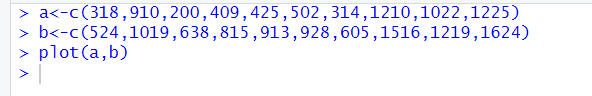 > a<-c(318,910,200,409,425,502,314,1210,1022,1225)
> b<-c(524,1019,638,815,913,928,605,1516,1219,1624)
> plot(a,b)
>